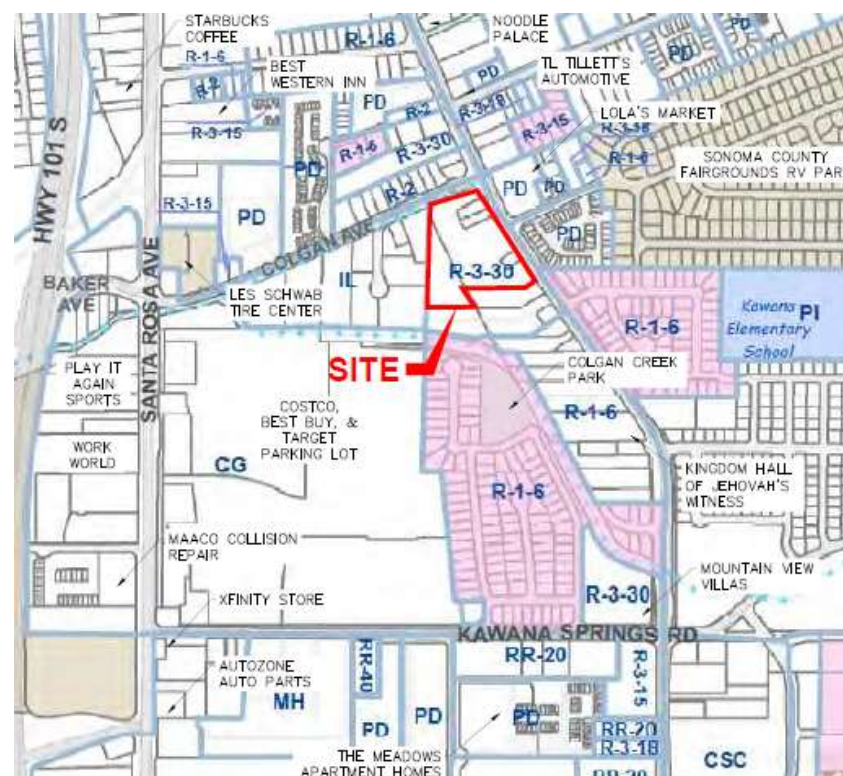 STARBUCKS
COFFEE
R-1-6
R-1-6
NOODLE
PALACE
PD
PD
BEST
WESTERN INN
R-2
PD
TL TILLETT'S
AUTOMOTIVE
PD
R-3-18
LOLA'S MARKET
R-3-15
R-2
R-1-6
R-3-30
R-3-15
R-1-6
PD
R-2
PD
PD
SONOMA COUNTY
FAIRGROUNDS RV PAR
HWY 101 S
R-3-15
PD
PD
COLGAN AVE
R-3-30
BAKER
AVE
IL
LES SCHWAB
TIRE CENTER
SANTA ROSA AVE
R-1-6
Kawana
Elementary
School
PI
SITE
COLGAN CREEK
PARK
PLAY IT
AGAIN
SPORTS
COSTCO,
BEST BUY, &
TARGET
PARKING LOT
R-1-6
WORK
WORLD
CG
R-1-6
KINGDOM HALL
OF JEHOVAH'S
WITNESS
MAACO COLLISION
REPAIR
MOUNTAIN VIEW
VILLAS
R-3-30
XFINITY STORE
KAWANA SPRINGS RD
RR-40
RR-20
R-3-15
AUTOZONE
AUTO PARTS
MH
PD
PD
PD
RR-20
R-3-18
THE MEADOWS
APARTMENT HOMES
RR-20
CSC